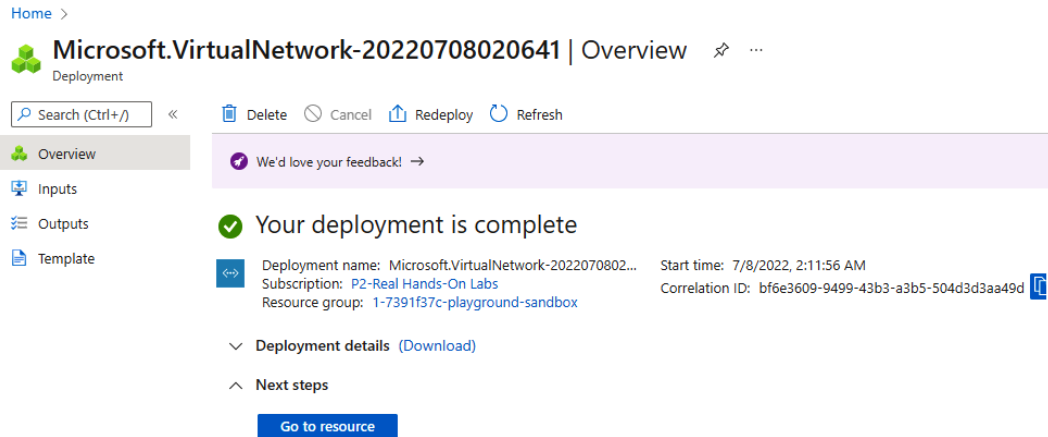 Home >
Microsoft.VirtualNetwork-20220708020641 | Overview ...
Deployment
Search (Ctrl+/) «
Delete Cancel Redeploy Refresh
Overview
We'd love your feedback! →
Inputs
Outputs
Template
Your deployment is complete
Deployment name: Microsoft.VirtualNetwork-2022070802... Start time: 7/8/2022, 2:11:56 AM
Subscription: P2-Real Hands-On Labs Correlation ID: bf6e3609-9499-43b3-a3b5-504d3d3aa49d
Resource group: 1-7391f37c-playground-sandbox
Deployment details (Download)
Next steps
Go to resource